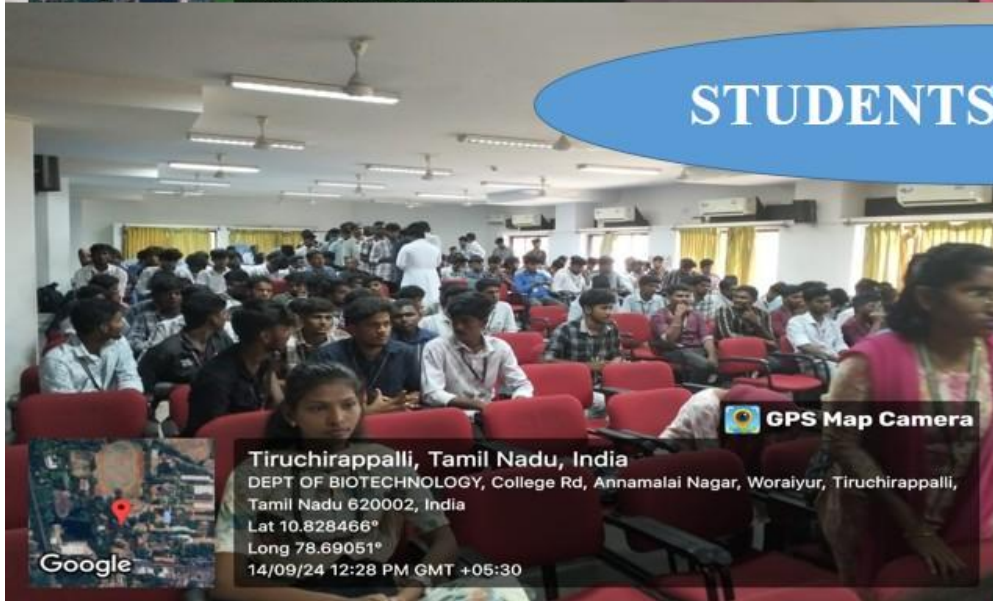 STUDENTS
GPS Map Camera
Tiruchirappalli, Tamil Nadu, India
DEPT OF BIOTECHNOLOGY, College Rd, Annamalai Nagar, Woraiyur, Tiruchirappalli,
Tamil Nadu 620002, India
Lat 10.828466°
Long 78.69051°
14/09/24 12:28 PM GMT +05:30
Google